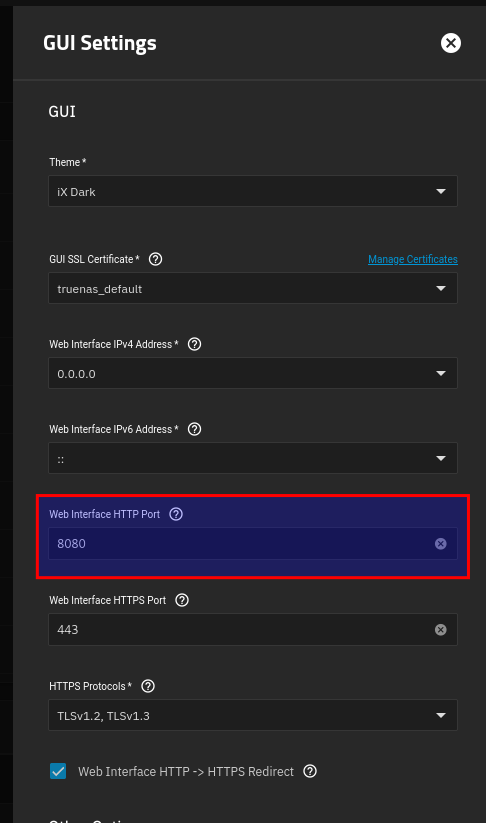 GUI Settings
GUI
Theme *
iX Dark
GUI SSL Certificate *
Manage Certificates
truenas_default
Web Interface IPv4 Address *
0.0.0.0
Web Interface IPv6 Address *
::
Web Interface HTTP Port
8080
Web Interface HTTPS Port
443
HTTPS Protocols *
TLSv1.2, TLSv1.3
Web Interface HTTP -> HTTPS Redirect